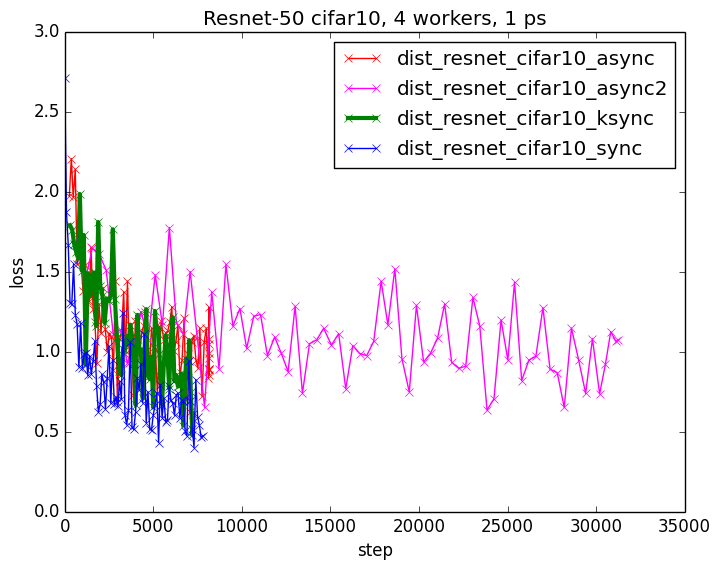 Resnet-50 cifar10, 4 workers, 1 ps
3.0
2.5
2.0
1.5
1.0
0.5
0.0
loss
dist_resnet_cifar10_async
dist_resnet_cifar10_async2
dist_resnet_cifar10_ksync
dist_resnet_cifar10_sync
0 5000 10000 15000 20000 25000 30000 35000
step